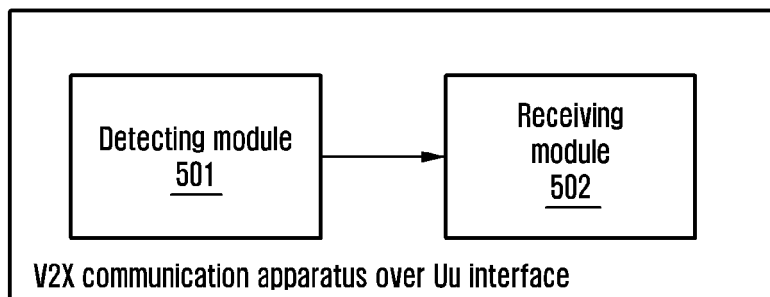 Detecting module
501
Receiving
module
502
V2X communication apparatus over Uu interface